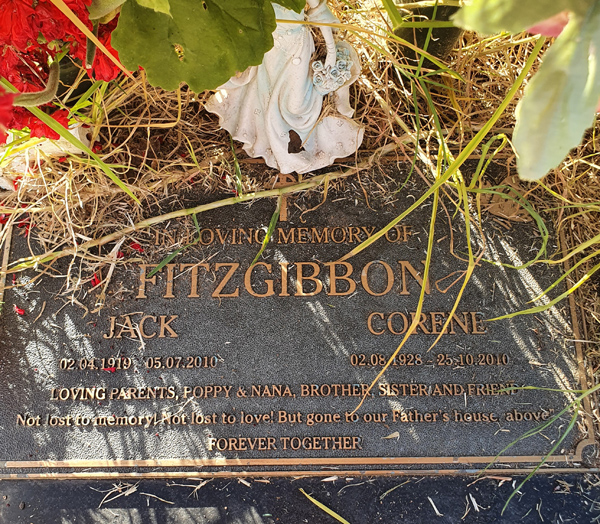 IN LOVING MEMORY OF
FITZGIBBON
JACK CORENE
02.04.1919 - 05.07.2010 02.08.1928 - 25.10.2010
LOVING PARENTS, POPPY & NANA, BROTHER, SISTER AND FRIEND
Not lost to memory! Not lost to love! But gone to our Father's house, above!
FOREVER TOGETHER